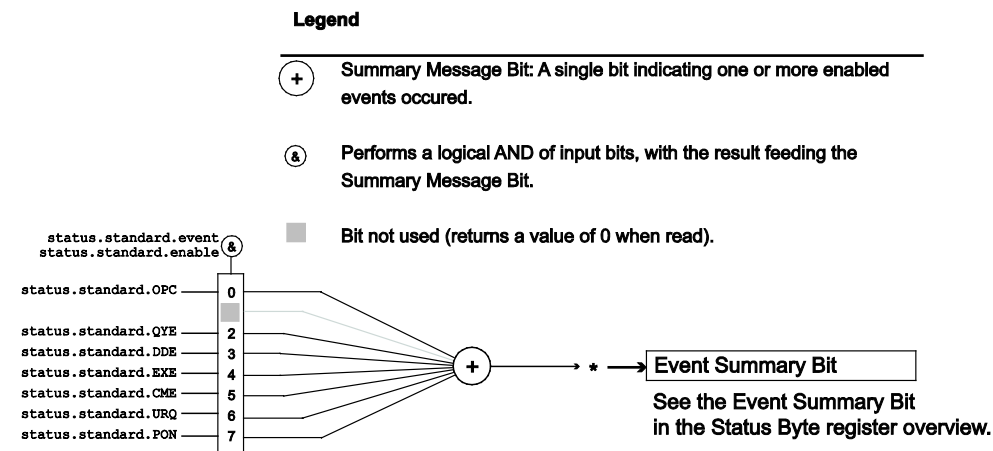 Legend
+ Summary Message Bit: A single bit indicating one or more enabled
events occured.
& Performs a logical AND of input bits, with the result feeding the
Summary Message Bit.
Bit not used (returns a value of 0 when read).
status.standard.event
status.standard.enable
&
status.standard.OPC 0
status.standard.QYE 2
status.standard.DDE 3
status.standard.EXE 4
status.standard.CME 5
status.standard.URQ 6
status.standard.PON 7
+
* Event Summary Bit
See the Event Summary Bit
in the Status Byte register overview.